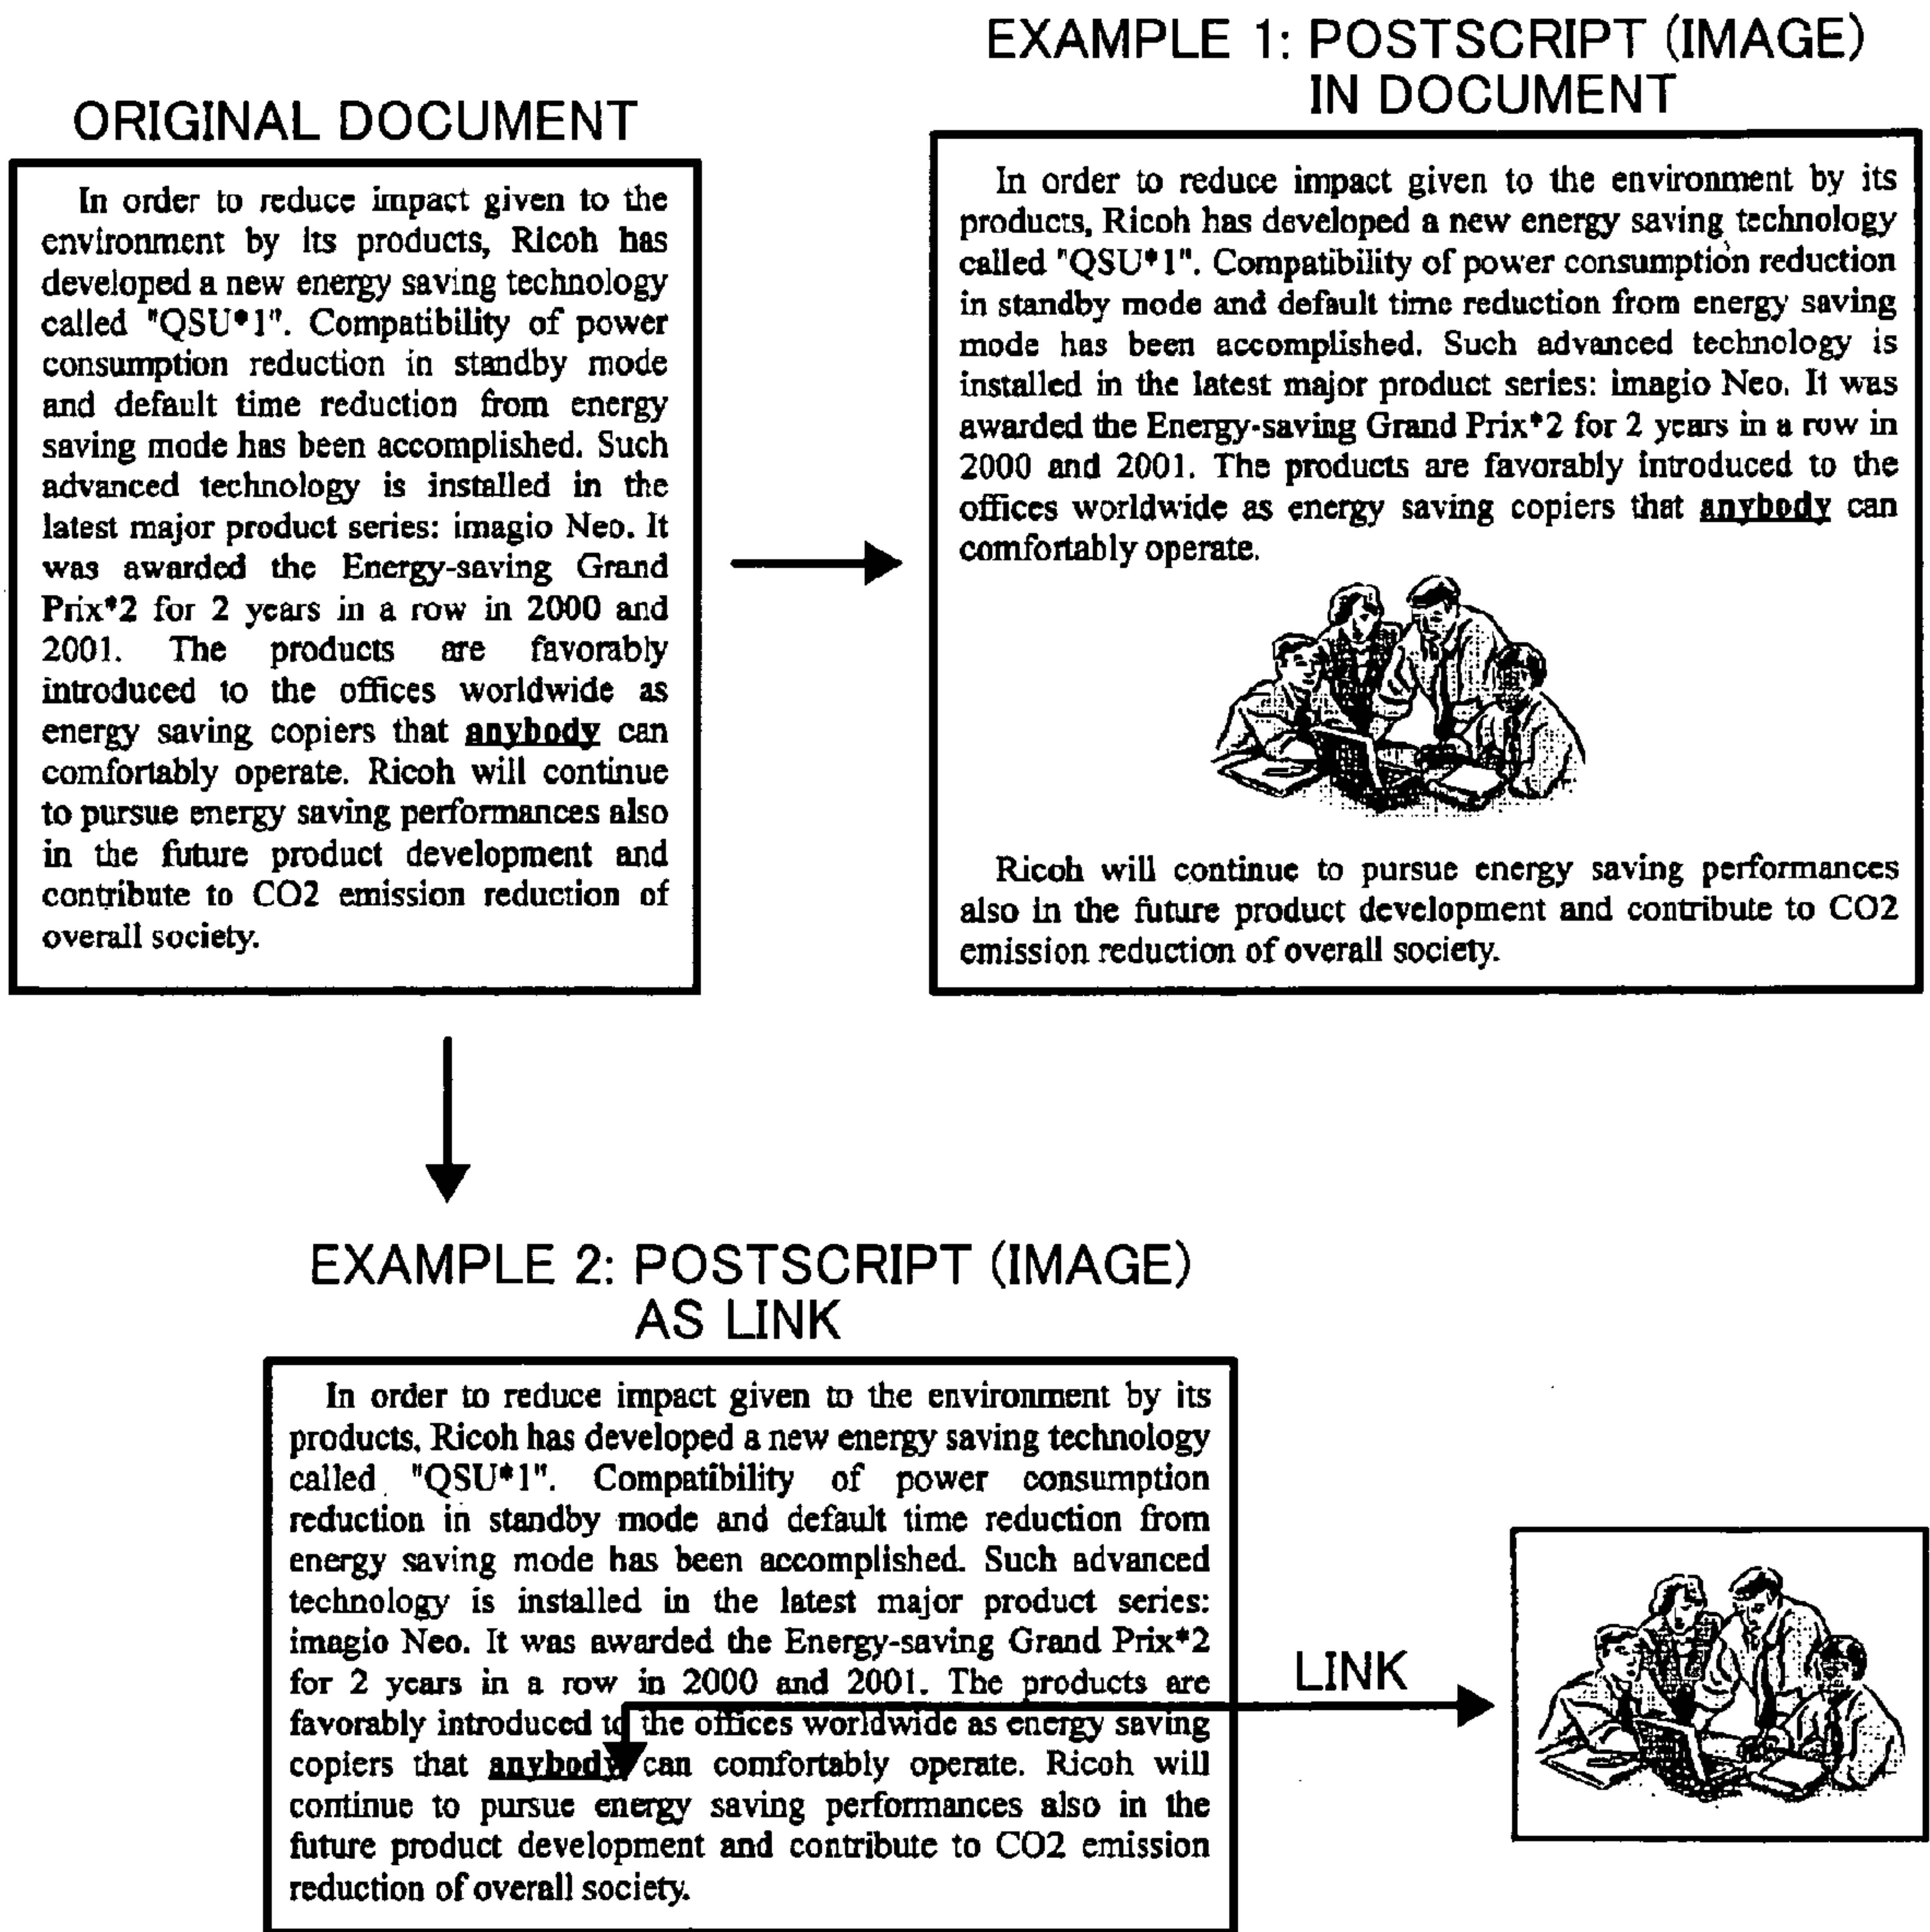 ORIGINAL DOCUMENT
In order to reduce impact given to the
environment by its products, Ricoh has
developed a new energy saving technology
called "QSU*1". Compatibility of power
consumption reduction in standby mode
and default time reduction from energy
saving mode has been accomplished. Such
advanced technology is installed in the
latest major product series: imagio Neo. It
was awarded the Energy-saving Grand
Prix*2 for 2 years in a row in 2000 and
2001. The products are favorably
introduced to the offices worldwide as
energy saving copiers that anybody can
comfortably operate. Ricoh will continue
to pursue energy saving performances also
in the future product development and
contribute to CO2 emission reduction of
overall society.
EXAMPLE 1: POSTSCRIPT (IMAGE)
IN DOCUMENT
In order to reduce impact given to the environment by its
products, Ricoh has developed a new energy saving technology
called "QSU*1". Compatibility of power consumption reduction
in standby mode and default time reduction from energy saving
mode has been accomplished. Such advanced technology is
installed in the latest major product series: imagio Neo. It was
awarded the Energy-saving Grand Prix*2 for 2 years in a row in
2000 and 2001. The products are favorably introduced to the
offices worldwide as energy saving copiers that anybody can
comfortably operate.
Ricoh will continue to pursue energy saving performances
also in the future product development and contribute to CO2
emission reduction of overall society.
EXAMPLE 2: POSTSCRIPT (IMAGE)
AS LINK
In order to reduce impact given to the environment by its
products, Ricoh has developed a new energy saving technology
called "QSU*1". Compatibility of power consumption
reduction in standby mode and default time reduction from
energy saving mode has been accomplished. Such advanced
technology is installed in the latest major product series:
imagio Neo. It was awarded the Energy-saving Grand Prix*2
for 2 years in a row in 2000 and 2001. The products are
favorably introduced to the offices worldwide as energy saving
copiers that anybody can comfortably operate. Ricoh will
continue to pursue energy saving performances also in the
future product development and contribute to CO2 emission
reduction of overall society.
LINK